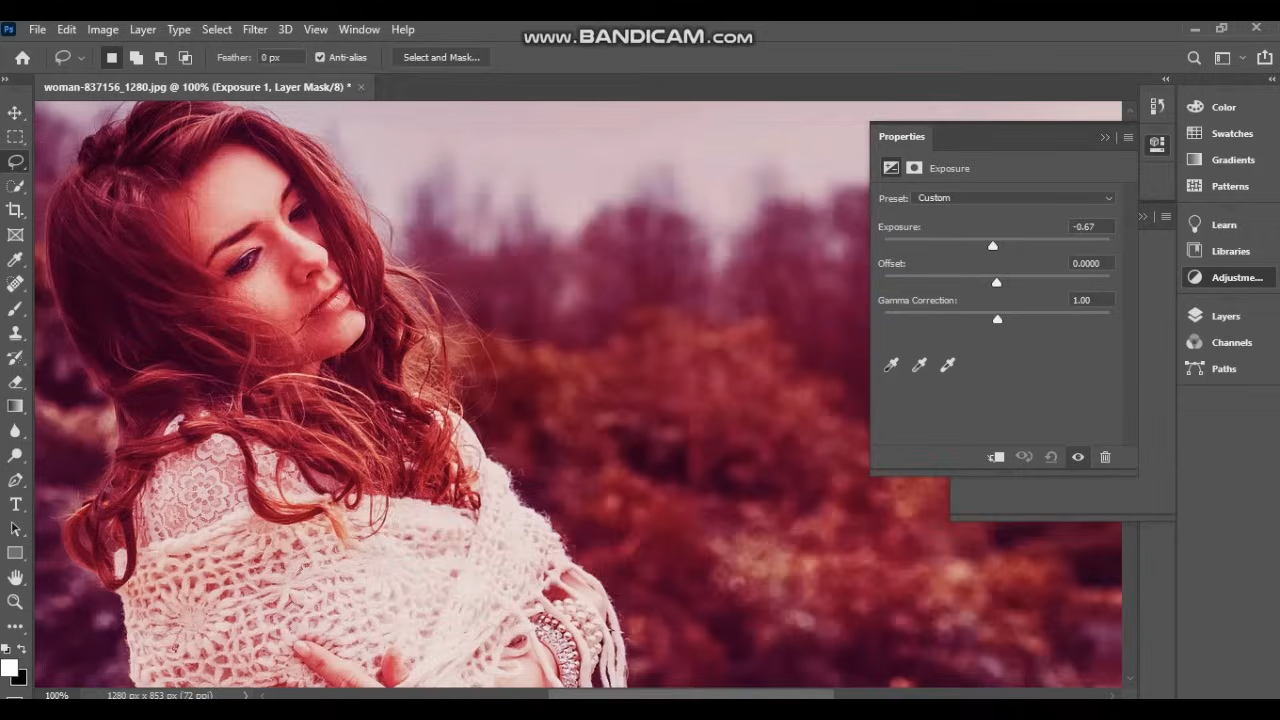 Ps File Edit Image Layer Type Select Filter 3D View Window Help
www.BANDICAM.com
Feather: 0 px Anti-alias Select and Mask...
woman-837156_1280.jpg @ 100% (Exposure 1, Layer Mask/8) * ×
Properties
Exposure
Preset: Custom
Exposure: -0.67
Offset: 0.0000
Gamma Correction: 1.00
Color
Swatches
Gradients
Patterns
Learn
Libraries
Adjustme...
Layers
Channels
Paths
100% 1280 px x 853 px (72 ppi)